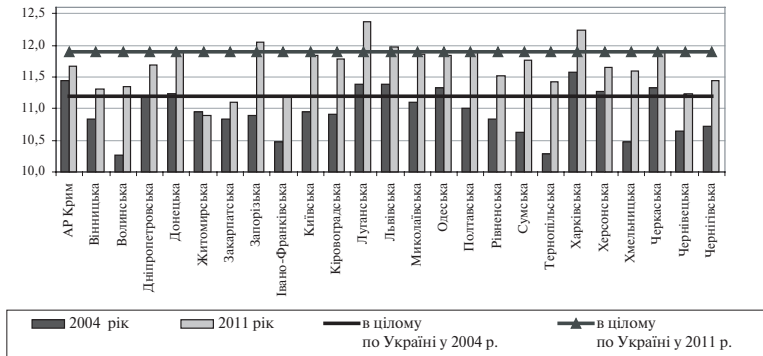 12,5
12,0
11,5
11,0
10,5
10,0
АР Крим
Вінницька
Волинська
Дніпропетровська
Донецька
Житомирська
Закарпатська
Запорізька
Івано-Франківська
Київська
Кіровоградська
Луганська
Львівська
Миколаївська
Одеська
Полтавська
Рівненська
Сумська
Тернопільська
Харківська
Херсонська
Хмельницька
Черкаська
Чернівецька
Чернігівська
2004 рік
2011 рік
в цілому
по Україні у 2004 р.
в цілому
по Україні у 2011 р.